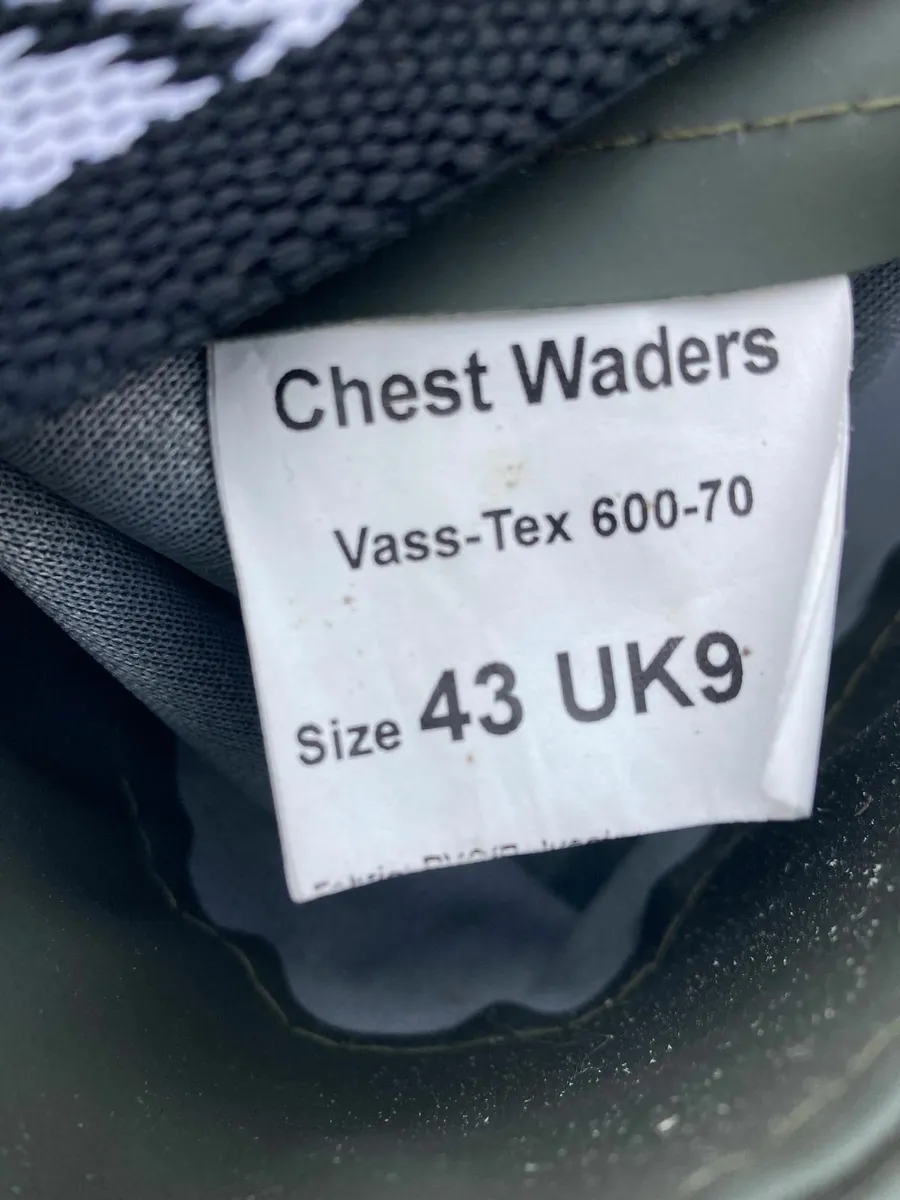 Chest Waders
Vass-Tex 600-70
Size 43 UK9